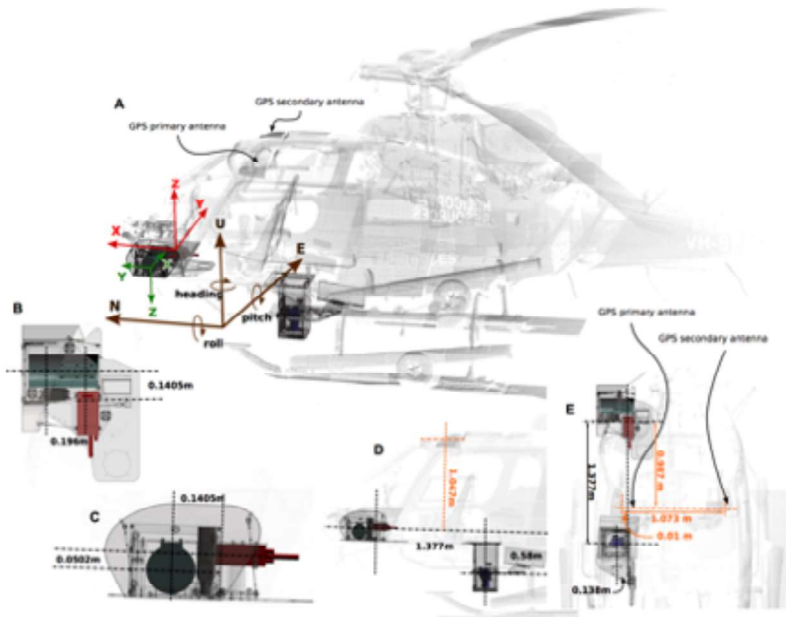 A
GPS secondary antenna
GPS primary antenna
Z
Y
X
U
E
X
Y
Z
heading
N
pitch
roll
B
0.1405m
0.196m
GPS primary antenna
GPS secondary antenna
E
D
1.047m
1.377m
0.58m
C
0.1405m
0.0502m
1.377m
0.987 m
1.073 m
0.01 m
0.138m